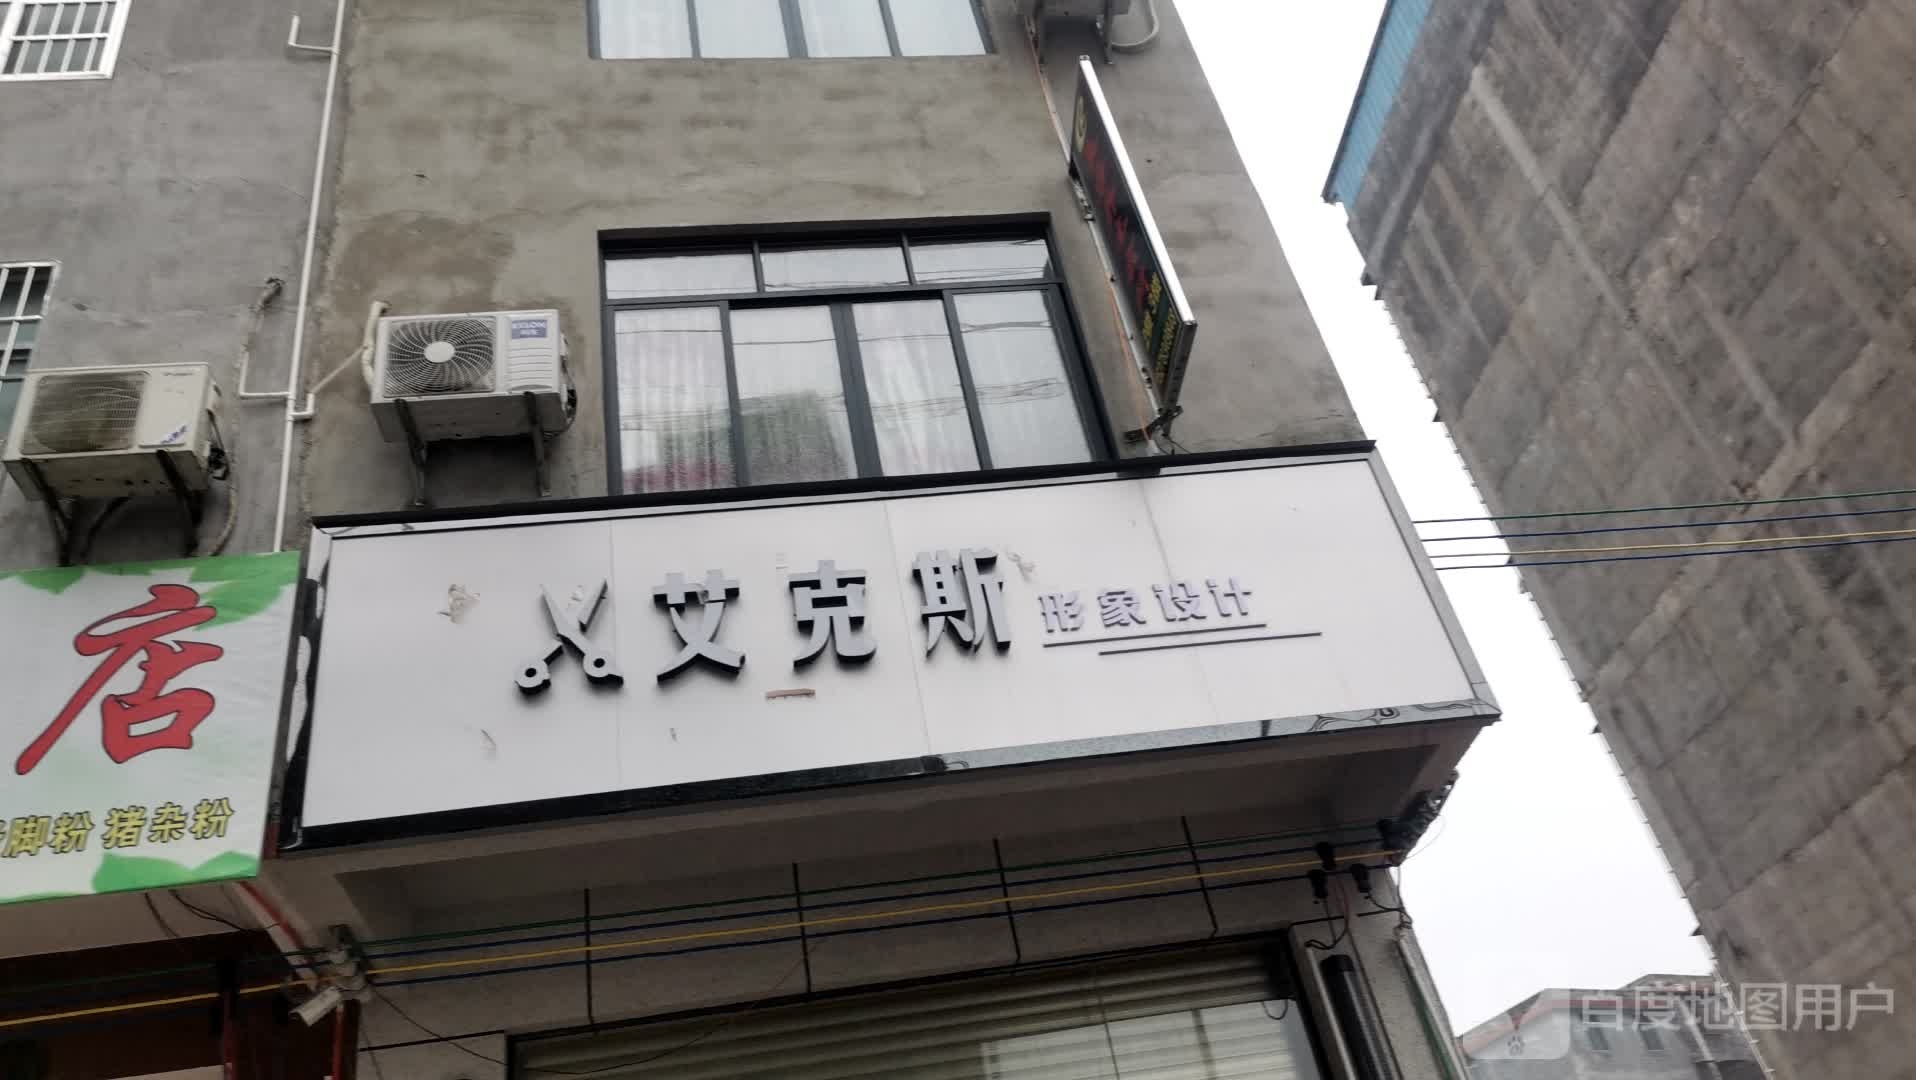 艾克斯 形象设计
店
脚粉 猪杂粉
百度地图用户